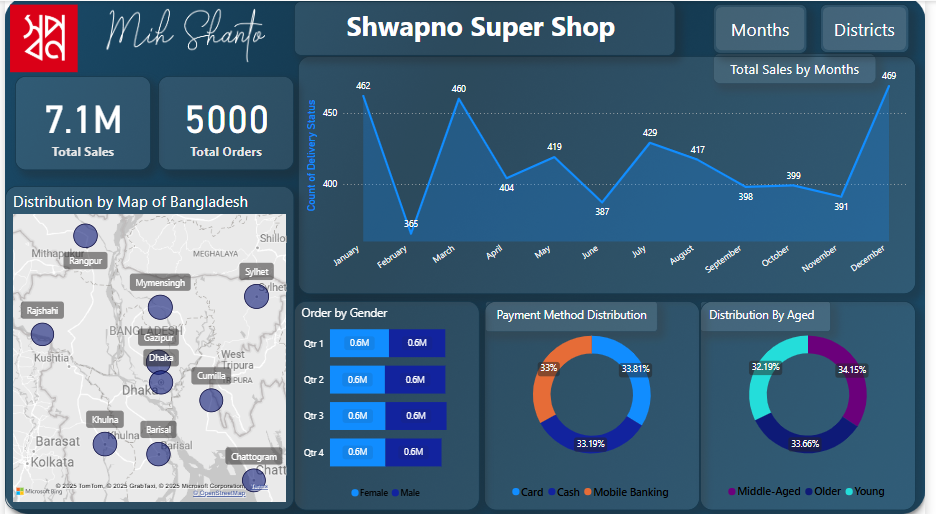 স্বপ্ন
Mih Shanto
Shwapno Super Shop
Months
Districts
7.1M
Total Sales
5000
Total Orders
Total Sales by Months
Count of Delivery Status
450
400
462
365
460
404
419
387
429
417
398
399
391
469
January
February
March
April
May
June
July
August
September
October
November
December
Distribution by Map of Bangladesh
Shillo
Mithapukur
Rangpur
MEGHALAYA
Sylhet
Sylhet
Mymensingh
Rajshahi
BANGLADESH
Gazipur
Kushtia
Dhaka
West
Tripura
Cumilla
TRIPURA
Dhaka
Khulna
Khulna
Barisal
Barisal
Barasat
Kolkata
Chattogram
Chatt
Microsoft Bing
© 2025 TomTom, © 2025 GrabTaxi, © 2025 Microsoft Corporation, Terms
© OpenStreetMap
Order by Gender
Qtr 1
0.6M
0.6M
Qtr 2
0.6M
0.6M
Qtr 3
0.6M
0.6M
Qtr 4
0.6M
0.6M
Female
Male
Payment Method Distribution
33%
33.81%
33.19%
Card
Cash
Mobile Banking
Distribution By Aged
32.19%
34.15%
33.66%
Middle-Aged
Older
Young